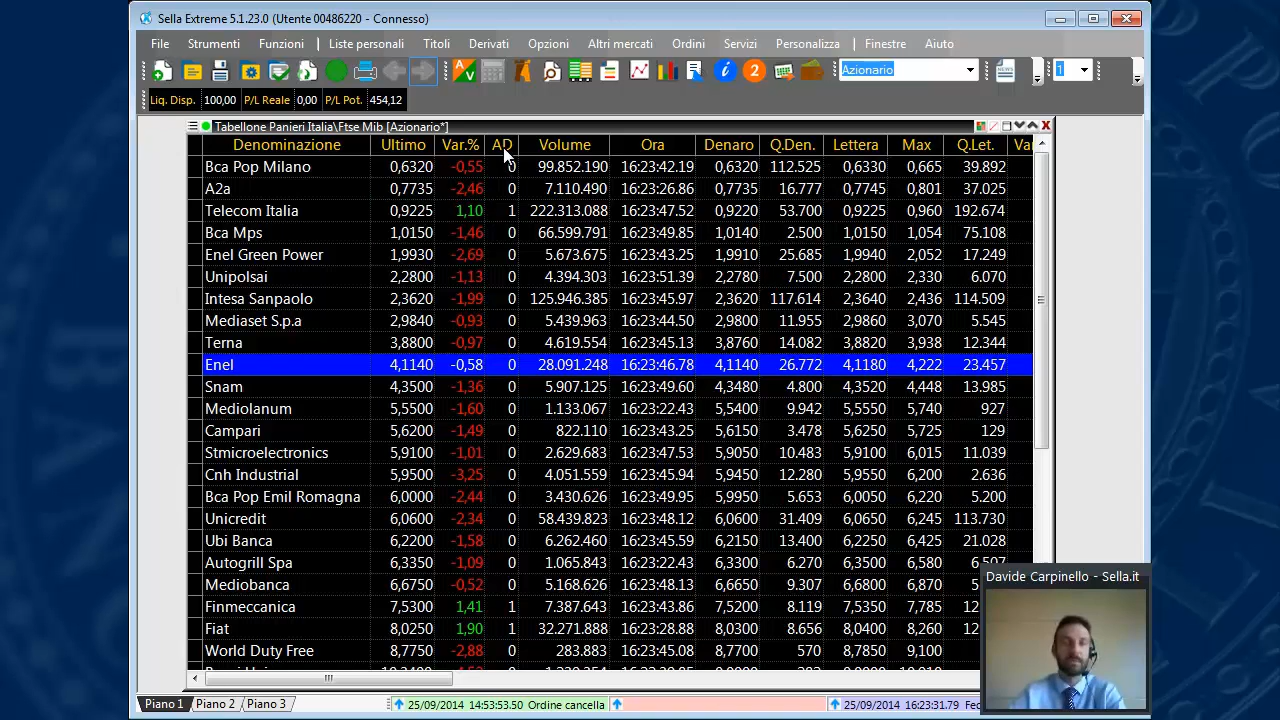 Sella Extreme 5.1.23.0 (Utente 00486220 - Connesso)
File Strumenti Funzioni Liste personali Titoli Derivati Opzioni Altri mercati Ordini Servizi Personalizza Finestre Aiuto
Azionario 1
Liq. Disp. 100,00 P/L Reale 0,00 P/L Pot. 454,12
Tabellone Panieri Italia\Ftse Mib [Azionario*]
Denominazione Ultimo Var.% AD Volume Ora Denaro Q.Den. Lettera Max Q.Let.
Bca Pop Milano 0,6320 -0,55 0 99.852.190 16:23:42.19 0,6320 112.525 0,6330 0,665 39.892
A2a 0,7735 -2,46 0 7.110.490 16:23:26.86 0,7735 16.777 0,7745 0,801 37.025
Telecom Italia 0,9225 1,10 1 222.313.088 16:23:47.52 0,9220 53.700 0,9225 0,960 192.674
Bca Mps 1,0150 -1,46 0 66.599.791 16:23:49.85 1,0140 2.500 1,0150 1,054 75.108
Enel Green Power 1,9930 -2,69 0 5.673.675 16:23:43.25 1,9910 25.685 1,9940 2,052 17.249
Unipolsai 2,2800 -1,13 0 4.394.303 16:23:51.39 2,2780 7.500 2,2800 2,330 6.070
Intesa Sanpaolo 2,3620 -1,99 0 125.946.385 16:23:45.97 2,3620 117.614 2,3640 2,436 114.509
Mediaset S.p.a 2,9840 -0,93 0 5.439.963 16:23:44.50 2,9800 11.955 2,9860 3,070 5.545
Terna 3,8800 -0,97 0 4.619.554 16:23:45.13 3,8760 14.082 3,8820 3,938 12.344
Enel 4,1140 -0,58 0 28.091.248 16:23:46.78 4,1140 26.772 4,1180 4,222 23.457
Snam 4,3500 -1,36 0 5.907.125 16:23:49.60 4,3480 4.800 4,3520 4,448 13.985
Mediolanum 5,5500 -1,60 0 1.133.067 16:23:22.43 5,5400 9.942 5,5550 5,740 927
Campari 5,6200 -1,49 0 822.110 16:23:43.25 5,6150 3.478 5,6250 5,725 129
Stmicroelectronics 5,9100 -1,01 0 2.629.683 16:23:47.53 5,9050 10.483 5,9100 6,015 11.039
Cnh Industrial 5,9500 -3,25 0 4.051.559 16:23:45.94 5,9450 12.280 5,9550 6,200 2.636
Bca Pop Emil Romagna 6,0000 -2,44 0 3.430.626 16:23:49.95 5,9950 5.653 6,0050 6,220 5.200
Unicredit 6,0600 -2,34 0 58.439.823 16:23:48.12 6,0600 31.409 6,0650 6,245 113.730
Ubi Banca 6,2200 -1,58 0 6.262.460 16:23:45.59 6,2150 13.400 6,2250 6,425 21.028
Autogrill Spa 6,3350 -1,09 0 1.065.843 16:23:43.46 6,3300 6.270 6,3500 6,580
Mediobanca 6,6750 -0,52 0 5.168.626 16:23:48.13 6,6650 9.307 6,6800 6,870
Finmeccanica 7,5300 1,41 1 7.387.643 16:23:43.86 7,5200 8.119 7,5350 7,785
Fiat 8,0250 1,90 1 32.271.888 16:23:28.88 8,0300 8.656 8,0400 8,260
World Duty Free 8,7750 -2,88 0 283.883 16:23:45.08 8,7700 570 8,7850 9,100
Davide Carpinello - Sella.it
Piano 1 Piano 2 Piano 3 25/09/2014 14:53:53.50 Ordine cancella 25/09/2014 16:23:31.79